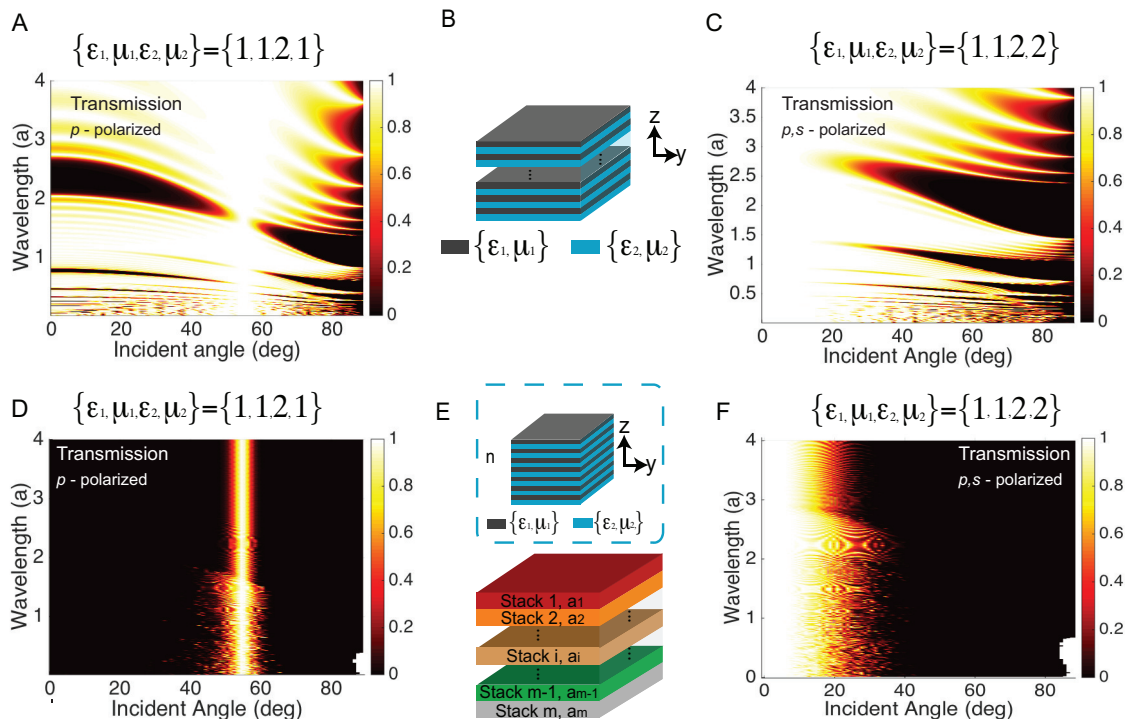 A
{ε₁,μ₁,ε₂,μ₂}={1,1,2,1}
Transmission
p - polarized
Wavelength (a)
4
3
2
1
0
20
40
60
80
Incident angle (deg)
1
0.8
0.6
0.4
0.2
0
B
z
y
⋮
⋮
{ε₁,μ₁}
{ε₂,μ₂}
C
{ε₁,μ₁,ε₂,μ₂}={1,1,2,2}
Transmission
p,s - polarized
Wavelength (a)
4
3.5
3
2.5
2
1.5
1
0.5
0
20
40
60
80
Incident Angle (deg)
1
0.8
0.6
0.4
0.2
0
D
{ε₁,μ₁,ε₂,μ₂}={1,1,2,1}
Transmission
p - polarized
Wavelength (a)
4
3
2
1
0
20
40
60
80
Incident Angle (deg)
1
0.8
0.6
0.4
0.2
0
E
n
z
y
{ε₁,μ₁}
{ε₂,μ₂}
Stack 1, a₁
Stack 2, a₂
⋮
⋮
Stack i, aᵢ
⋮
⋮
Stack m-1, aₘ₋₁
Stack m, aₘ
F
{ε₁,μ₁,ε₂,μ₂}={1,1,2,2}
Transmission
p,s - polarized
Wavelength (a)
4
3
2
1
0
0
20
40
60
80
Incident Angle (deg)
1
0.8
0.6
0.4
0.2
0